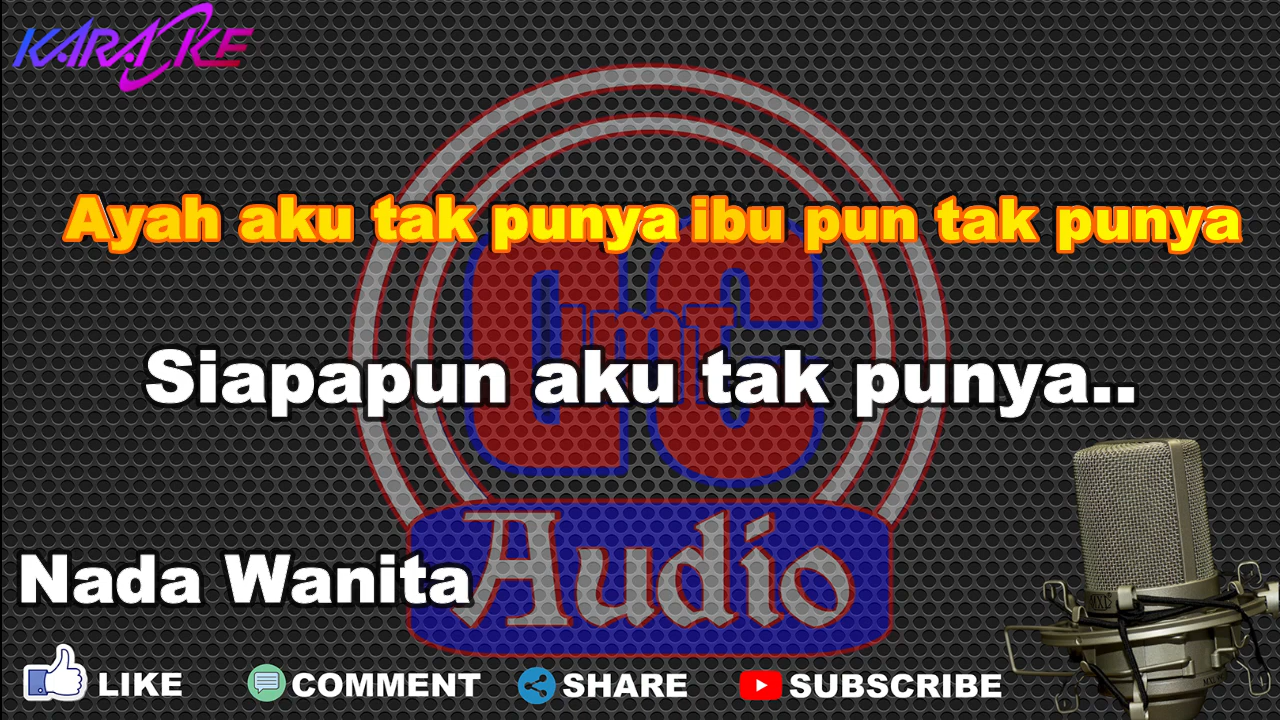 KARAOKE
Ayah aku tak punya ibu pun tak punya
Siapapun aku tak punya..
Audio
Nada Wanita
LIKE COMMENT SHARE SUBSCRIBE